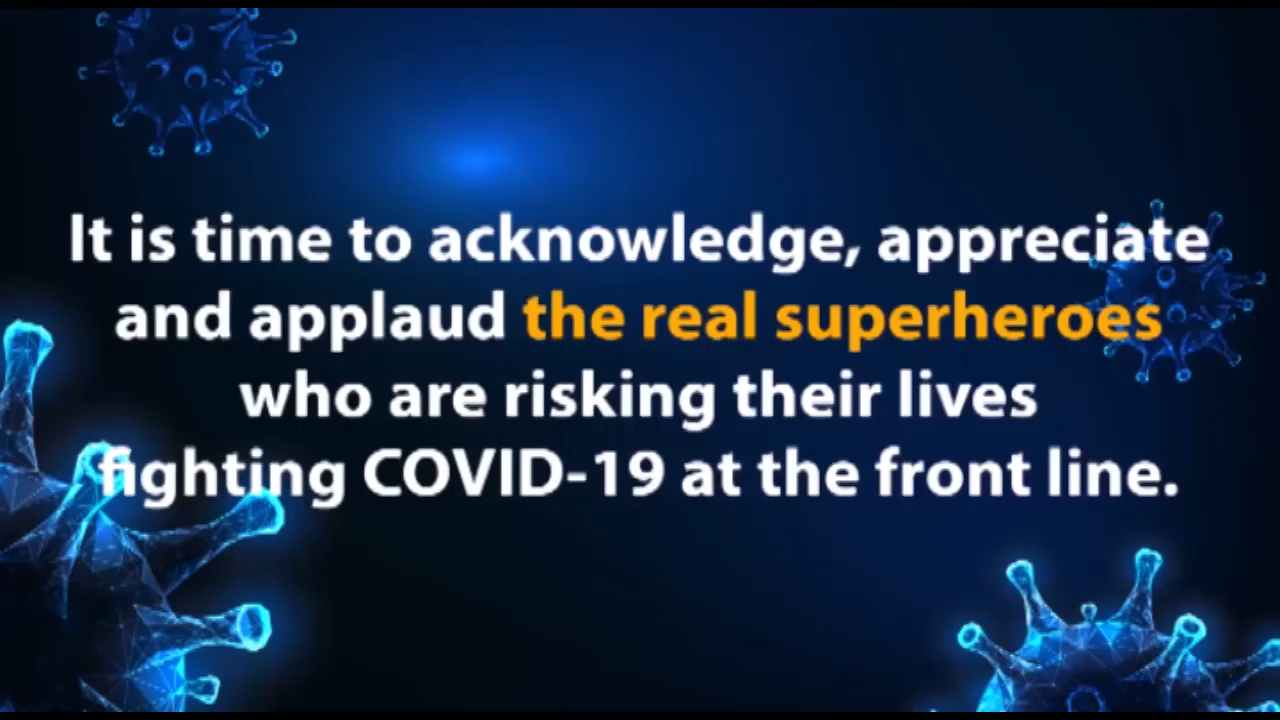 It is time to acknowledge, appreciate
and applaud the real superheroes
who are risking their lives
fighting COVID-19 at the front line.